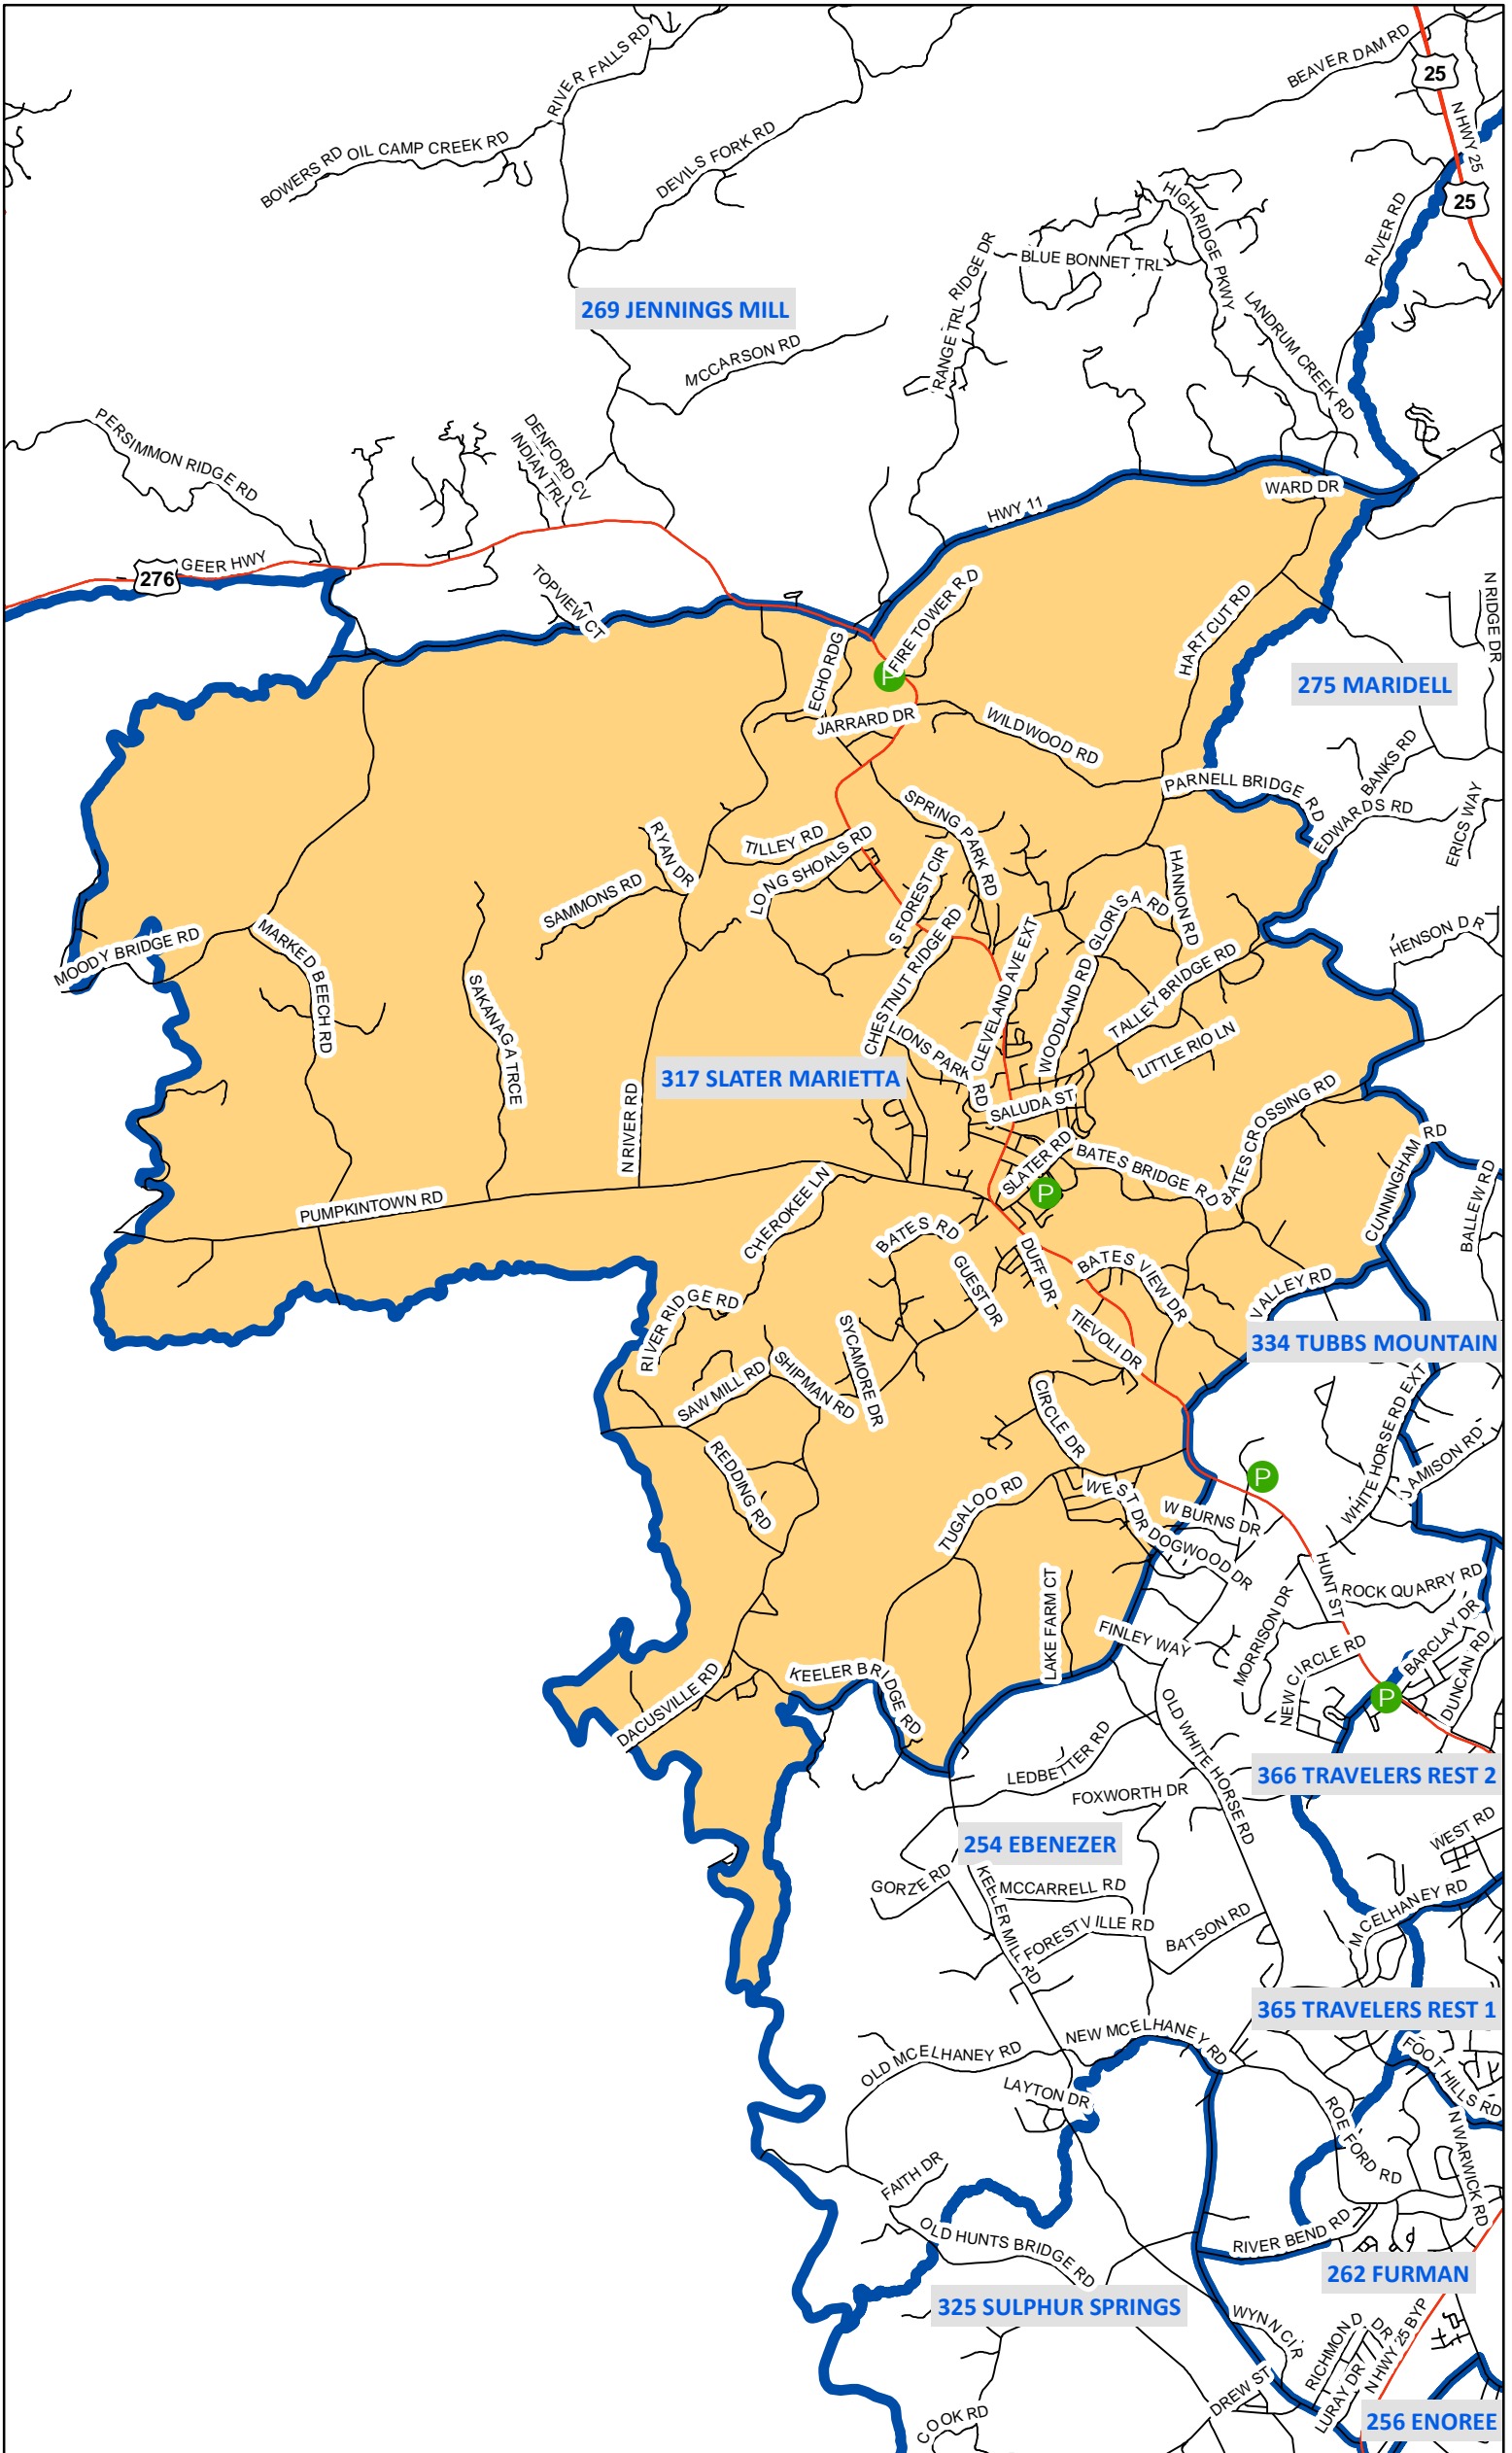 RIVER FALLS RD
BEAVER DAM RD
25
N HWY 25
BOWERS RD
OIL CAMP CREEK RD
DEVILS FORK RD
25
HIGHRIDGE PKWY
RIVER RD
RIDGE DR
BLUE BONNET TRL
269 JENNINGS MILL
LANDRUM CREEK RD
RANGE TRL
MCCARSON RD
PERSIMMON RIDGE RD
DENFORD CV
INDIAN TRL
WARD DR
HWY 11
276
GEER HWY
TOPVIEW CT
FIRE TOWER RD
P
ECHO RDG
HART CUT RD
N RIDGE DR
275 MARIDELL
JARRARD DR
WILDWOOD RD
BANKS RD
PARNELL BRIDGE RD
EDWARDS RD
ERICS WAY
SPRING PARK RD
RYAN DR
TILLEY RD
LONG SHOALS RD
S FOREST CIR
HANNON RD
SAMMONS RD
GLORISA RD
MOODY BRIDGE RD
MARKED BEECH RD
CHESTNUT RIDGE RD
CLEVELAND AVE EXT
WOODLAND RD
TALLEY BRIDGE RD
HENSON DR
SAKANAGA TRCE
LIONS PARK RD
LITTLE RIO LN
317 SLATER MARIETTA
N RIVER RD
SALUDA ST
BATES CROSSING RD
SLATER RD
P
BATES BRIDGE RD
CUNNINGHAM RD
BALLEW RD
PUMPKINTOWN RD
CHEROKEE LN
BATES RD
GUEST DR
DUFF DR
BATES VIEW DR
VALLEY RD
RIVER RIDGE RD
SYCAMORE DR
TIEVOLI DR
334 TUBBS MOUNTAIN
SAW MILL RD
SHIPMAN RD
CIRCLE DR
WHITE HORSE RD EXT
JAMISON RD
REDDING RD
TUGALOO RD
P
WEST DR
W BURNS DR
DOGWOOD DR
HUNT ST
ROCK QUARRY RD
LAKE FARM CT
FINLEY WAY
MORRISON DR
NEW CIRCLE RD
BARCLAY DR
DUNCAN RD
P
KEELER BRIDGE RD
DACUSVILLE RD
OLD WHITE HORSE RD
LEDBETTER RD
366 TRAVELERS REST 2
FOXWORTH DR
254 EBENEZER
WEST RD
GORZE RD
KEELER MILL RD
MCCARRELL RD
MCELHANEY RD
FORESTVILLE RD
BATSON RD
365 TRAVELERS REST 1
OLD MCELHANEY RD
NEW MCELHANEY RD
FOOT HILLS RD
LAYTON DR
ROE FORD RD
N WARWICK RD
FAITH DR
OLD HUNTS BRIDGE RD
RIVER BEND RD
262 FURMAN
325 SULPHUR SPRINGS
WYNN CIR
RICHMOND DR
N HWY 25 BYP
LURAY DR
DREW ST
COOK RD
256 ENOREE